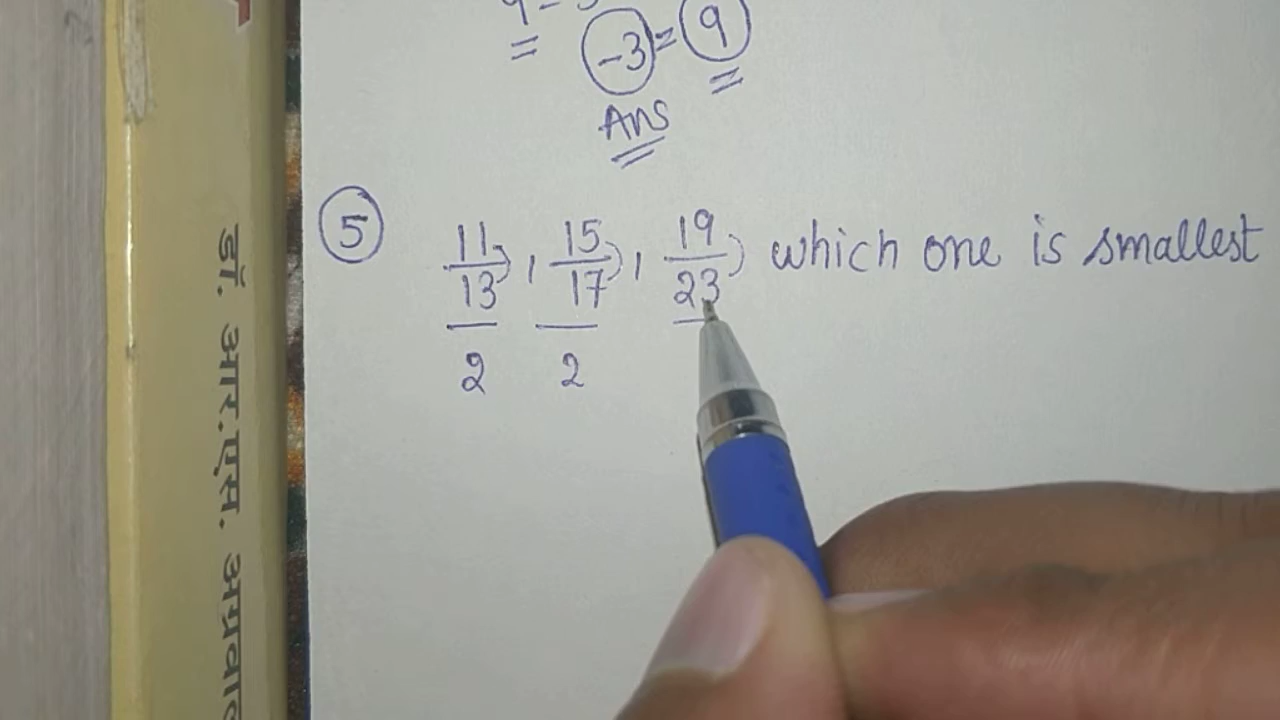 -3 = 9
=
=
Ans
5 11/13, 15/17, 19/23 which one is smallest
2 2
डॉ. आर.एस. अग्रवाल